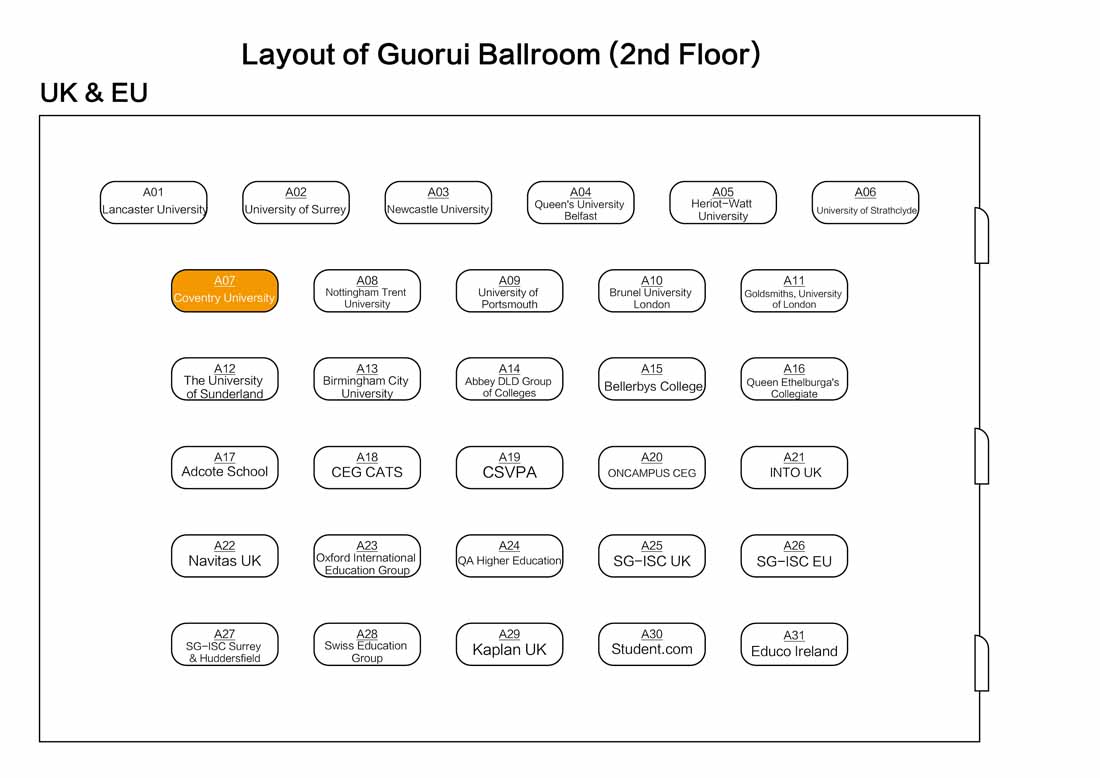 Layout of Guorui Ballroom (2nd Floor)
UK & EU
A01
Lancaster University
A02
University of Surrey
A03
Newcastle University
A04
Queen's University
Belfast
A05
Heriot-Watt
University
A06
University of Strathclyde
A07
Coventry University
A08
Nottingham Trent
University
A09
University of
Portsmouth
A10
Brunel University
London
A11
Goldsmiths, University
of London
A12
The University
of Sunderland
A13
Birmingham City
University
A14
Abbey DLD Group
of Colleges
A15
Bellerbys College
A16
Queen Ethelburga's
Collegiate
A17
Adcote School
A18
CEG CATS
A19
CSVPA
A20
ONCAMPUS CEG
A21
INTO UK
A22
Navitas UK
A23
Oxford International
Education Group
A24
QA Higher Education
A25
SG-ISC UK
A26
SG-ISC EU
A27
SG-ISC Surrey
& Huddersfield
A28
Swiss Education
Group
A29
Kaplan UK
A30
Student.com
A31
Educo Ireland